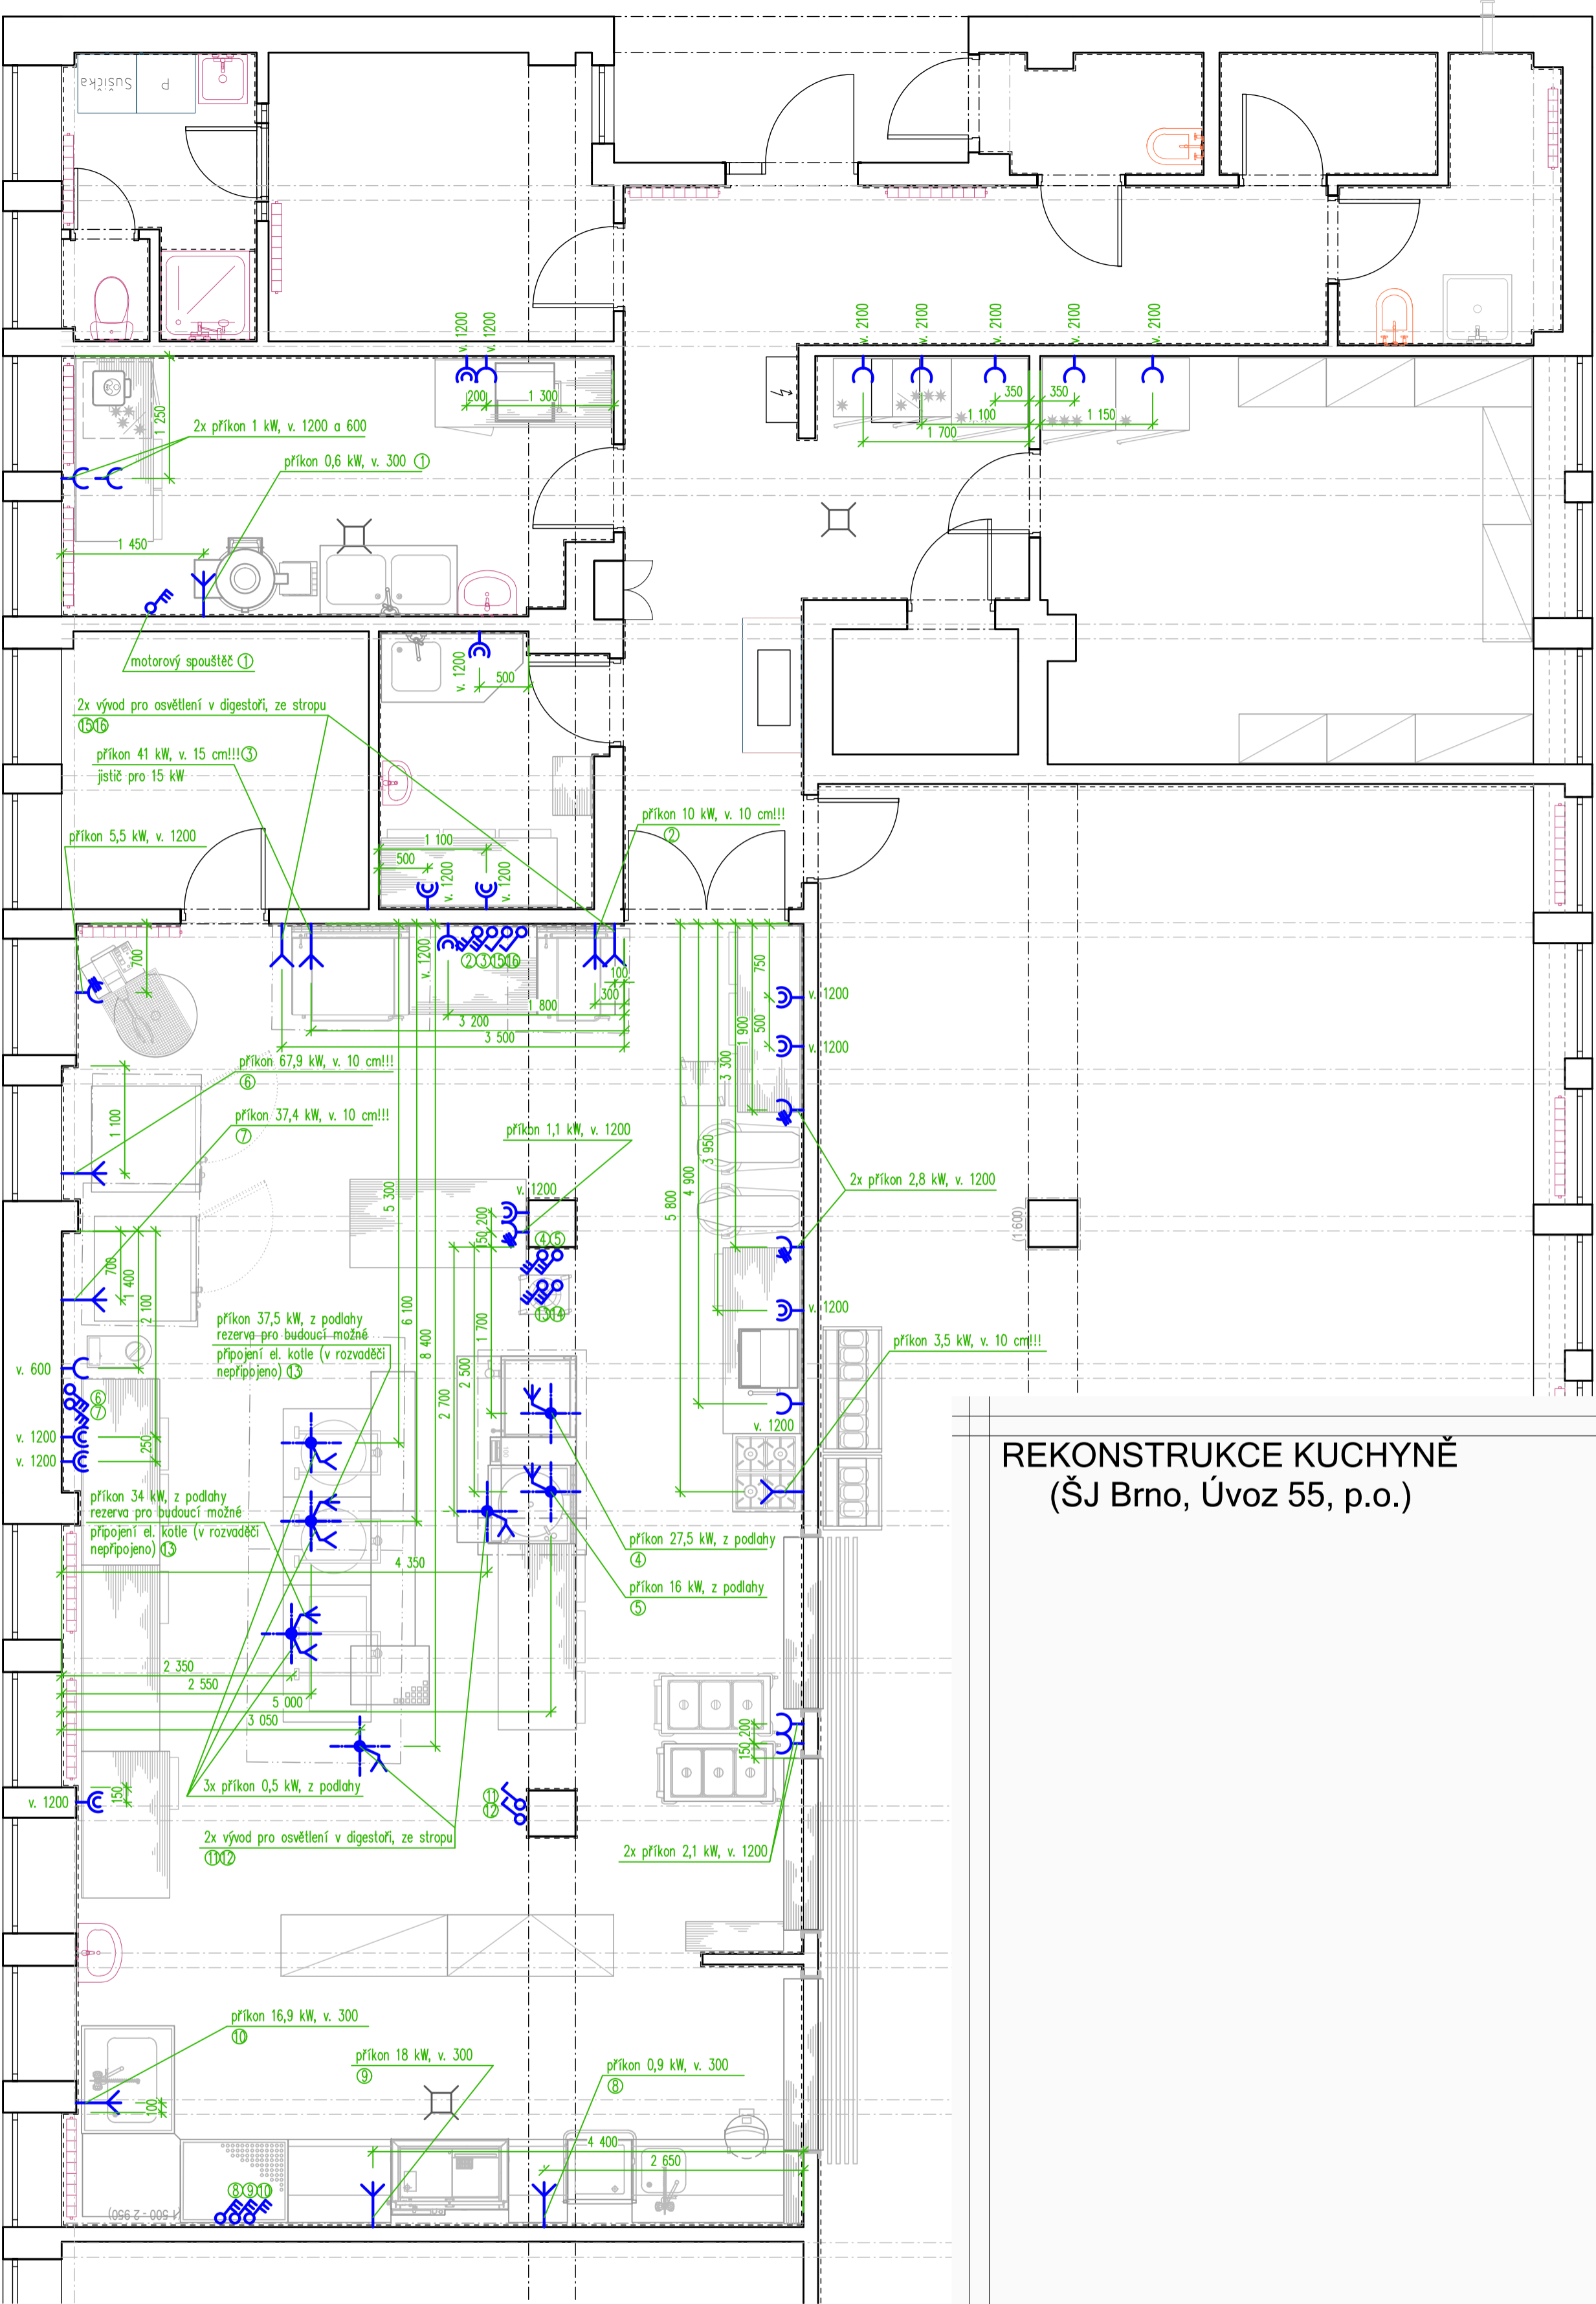 Sušička
P
v. 1200
v. 1200
v. 2100
v. 2100
v. 2100
v. 2100
v. 2100
200
1 300
350
350
1 100
1 150
1 700
1 250
2x příkon 1 kW, v. 1200 a 600
příkon 0,6 kW, v. 300 ①
1 450
motorový spouštěč ①
v. 1200
500
2x vývod pro osvětlení v digestoři, ze stropu
⑮⑯
příkon 41 kW, v. 15 cm!!! ③
jistič pro 15 kW
příkon 5,5 kW, v. 1200
příkon 10 kW, v. 10 cm!!!
②
1 100
500
v. 1200
v. 1200
700
v. 1200
②③⑮⑯
100
300
1 800
3 200
3 500
750
500
1 900
3 300
v. 1200
v. 1200
příkon 67,9 kW, v. 10 cm!!!
⑥
1 100
příkon 37,4 kW, v. 10 cm!!!
⑦
příkon 1,1 kW, v. 1200
3 950
4 900
5 800
2x příkon 2,8 kW, v. 1200
5 300
v. 1200
200
150
④⑤
(1 600)
700
1 400
2 100
⑬⑭
6 100
8 400
1 700
2 500
2 700
v. 1200
příkon 37,5 kW, z podlahy
rezerva pro budoucí možné
připojení el. kotle (v rozvaděči
nepřipojeno) ⑬
příkon 3,5 kW, v. 10 cm!!!
v. 600
⑥
⑦
v. 1200
v. 1200
250
v. 1200
REKONSTRUKCE KUCHYNĚ
(ŠJ Brno, Úvoz 55, p.o.)
příkon 34 kW, z podlahy
rezerva pro budoucí možné
připojení el. kotle (v rozvaděči
nepřipojeno) ⑬
příkon 27,5 kW, z podlahy
④
4 350
příkon 16 kW, z podlahy
⑤
2 350
2 550
5 000
3 050
200
150
3x příkon 0,5 kW, z podlahy
v. 1200
150
⑪
⑫
2x vývod pro osvětlení v digestoři, ze stropu
⑪⑫
2x příkon 2,1 kW, v. 1200
příkon 16,9 kW, v. 300
⑩
příkon 18 kW, v. 300
⑨
příkon 0,9 kW, v. 300
⑧
100
4 400
2 650
⑧⑨⑩
(1 500 - 2 950)